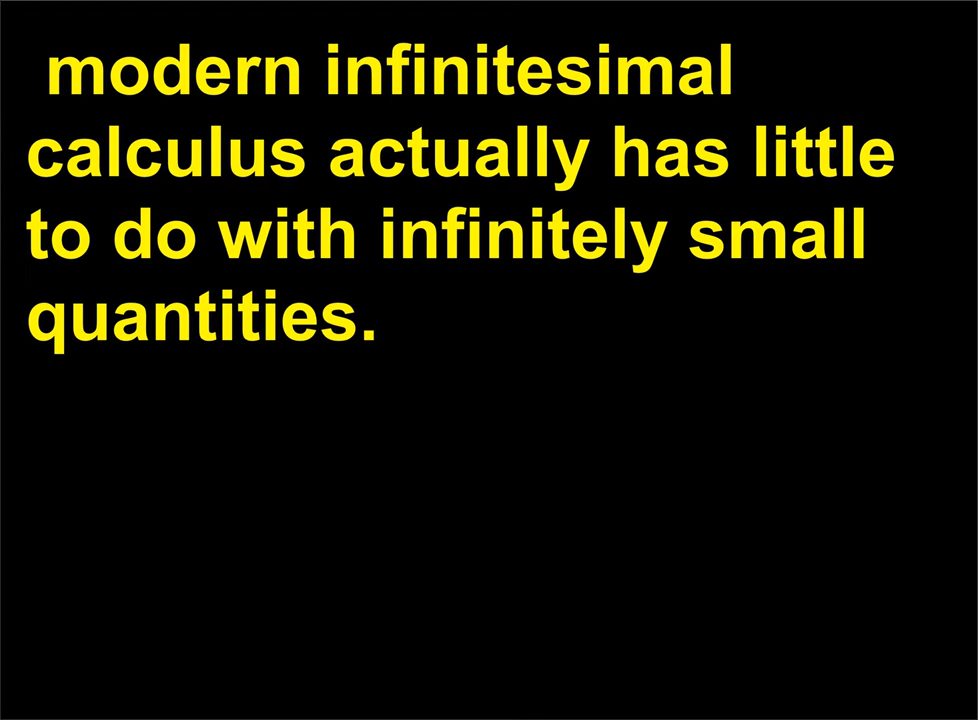 modern infinitesimal
calculus actually has little
to do with infinitely small
quantities.